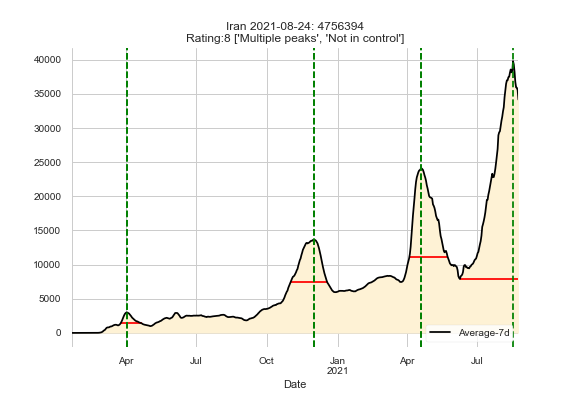 Iran 2021-08-24: 4756394
Rating:8 ['Multiple peaks', 'Not in control']
40000
35000
30000
25000
20000
15000
10000
5000
0
Average-7d
Apr Jul Oct Jan Apr Jul
2021
Date